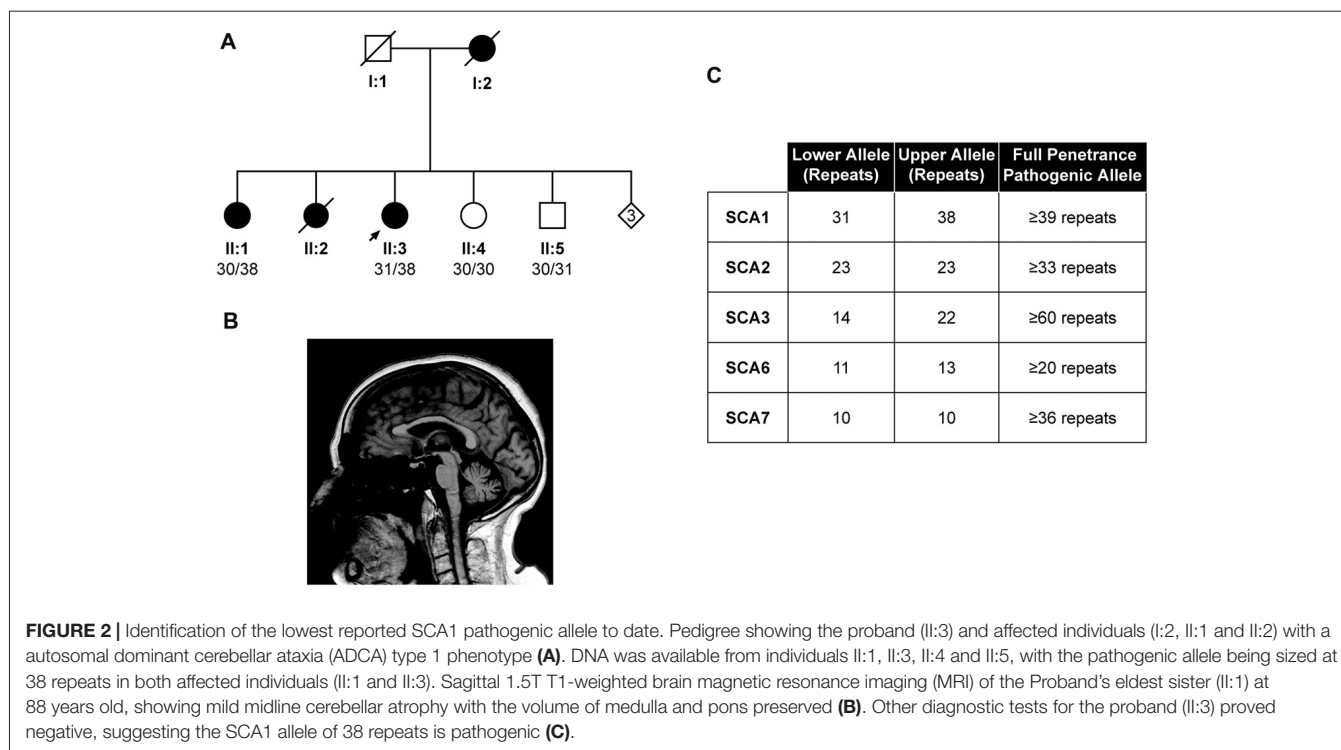 A
I:1
I:2
3
II:1
II:2
II:3
II:4
II:5
30/38
31/38
30/30
30/31
B
C
Lower Allele (Repeats) Upper Allele (Repeats) Full Penetrance Pathogenic Allele
SCA1 31 38 ≥39 repeats
SCA2 23 23 ≥33 repeats
SCA3 14 22 ≥60 repeats
SCA6 11 13 ≥20 repeats
SCA7 10 10 ≥36 repeats
FIGURE 2 | Identification of the lowest reported SCA1 pathogenic allele to date. Pedigree showing the proband (II:3) and affected individuals (I:2, II:1 and II:2) with a
autosomal dominant cerebellar ataxia (ADCA) type 1 phenotype (A). DNA was available from individuals II:1, II:3, II:4 and II:5, with the pathogenic allele being sized at
38 repeats in both affected individuals (II:1 and II:3). Sagittal 1.5T T1-weighted brain magnetic resonance imaging (MRI) of the Proband's eldest sister (II:1) at
88 years old, showing mild midline cerebellar atrophy with the volume of medulla and pons preserved (B). Other diagnostic tests for the proband (II:3) proved
negative, suggesting the SCA1 allele of 38 repeats is pathogenic (C).